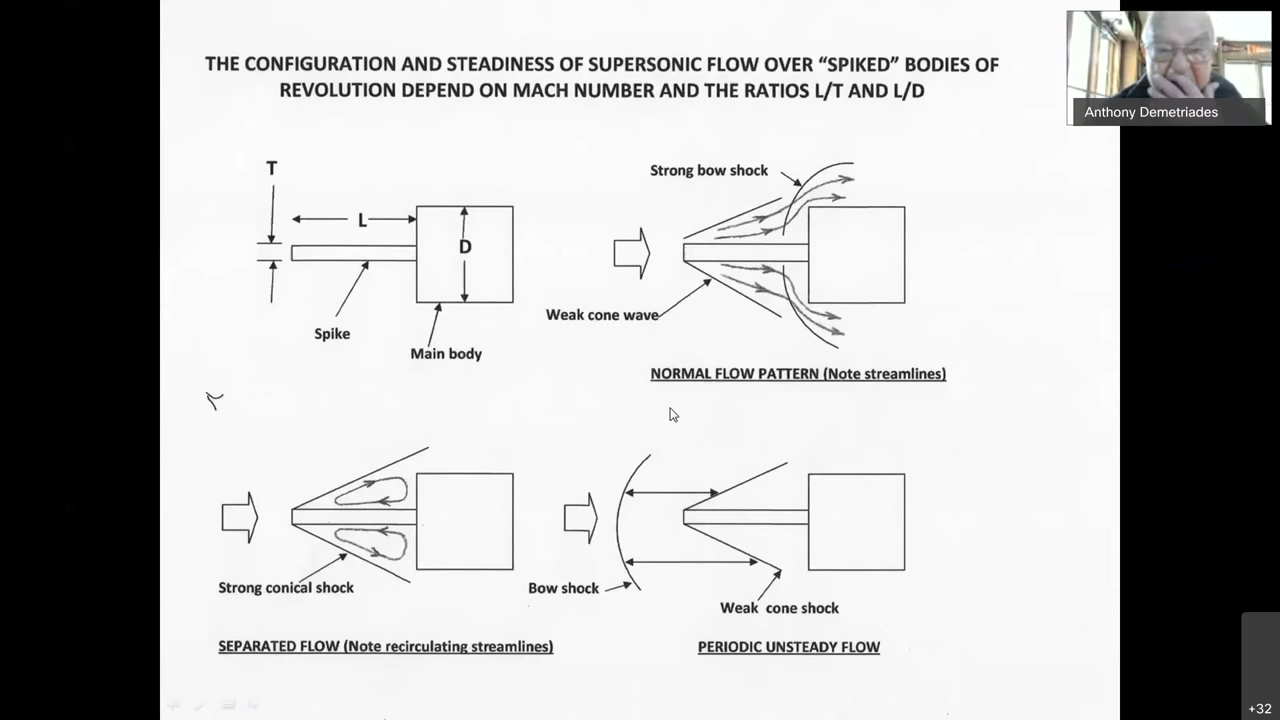 THE CONFIGURATION AND STEADINESS OF SUPERSONIC FLOW OVER “SPIKED” BODIES OF
REVOLUTION DEPEND ON MACH NUMBER AND THE RATIOS L/T AND L/D
Anthony Demetriades
T
L
D
Spike
Main body
Strong bow shock
Weak cone wave
NORMAL FLOW PATTERN (Note streamlines)
Strong conical shock
SEPARATED FLOW (Note recirculating streamlines)
Bow shock
Weak cone shock
PERIODIC UNSTEADY FLOW
+32